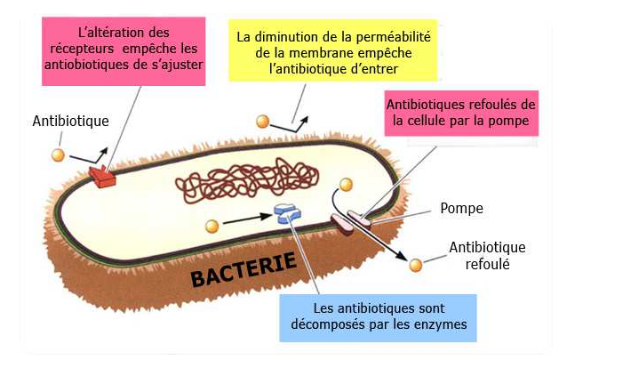 L'altération des
récepteurs empêche les
antiobiotiques de s'ajuster
La diminution de la perméabilité
de la membrane empêche
l'antibiotique d'entrer
Antibiotiques refoulés de
la cellule par la pompe
Antibiotique
Pompe
Antibiotique
refoulé
BACTERIE
Les antibiotiques sont
décomposés par les enzymes